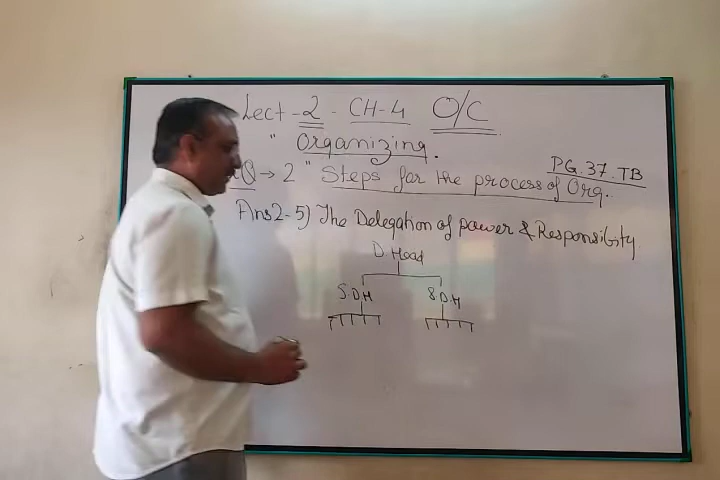 Lect - 2 - CH-4 O/C
" Organizing.
PG. 37. TB
Q → 2 " Steps for the process of Org.
Ans 2 - 5) The Delegation of power & Responsibility
D. Head
S.D.H S.D.H